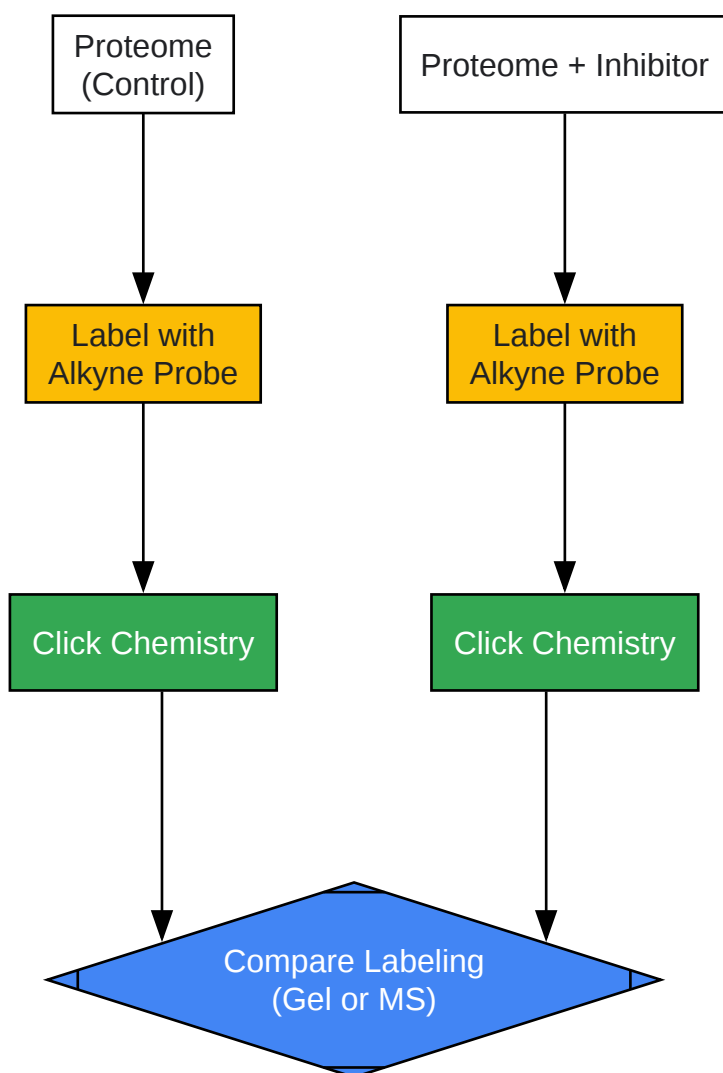 Proteome
(Control)
Proteome + Inhibitor
Label with
Alkyne Probe
Label with
Alkyne Probe
Click Chemistry
Click Chemistry
Compare Labeling
(Gel or MS)